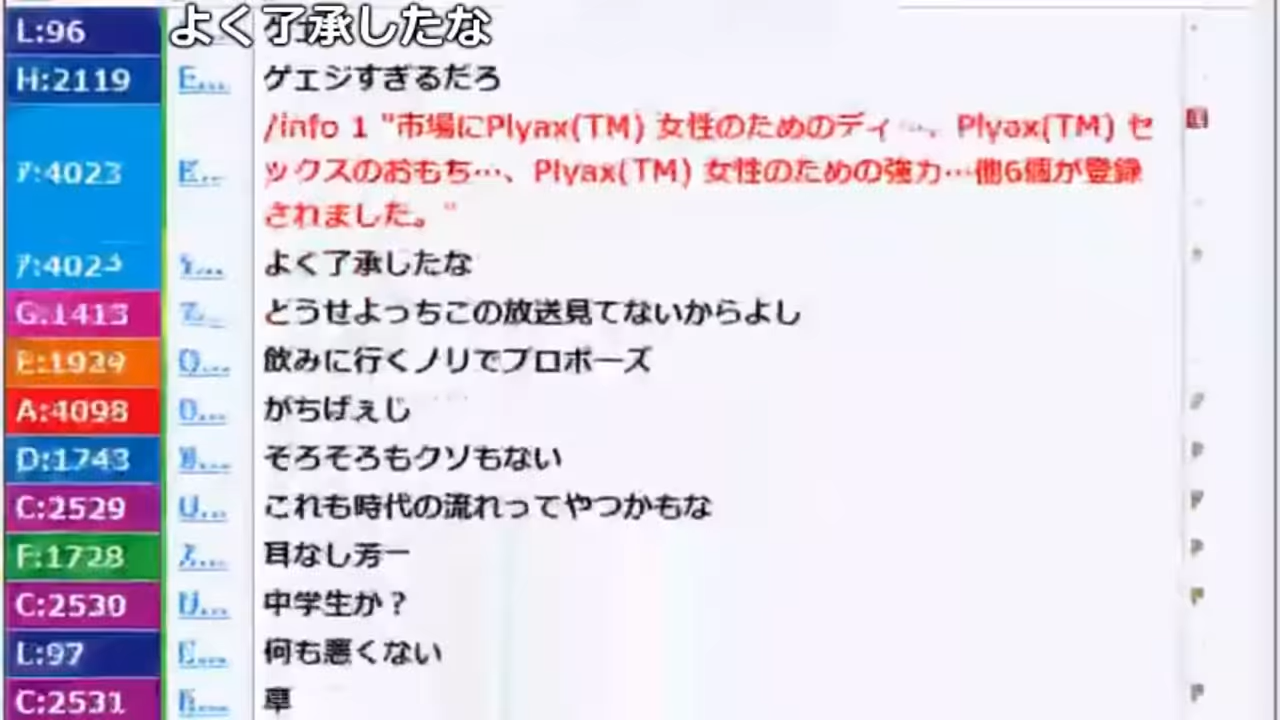 よく了承したな
L:96
H:2119 E... ゲェジすぎるだろ
/info 1 "市場にPlyax(TM) 女性のためのディ…、Plyax(TM) セ
7:4023 E... ックスのおもち…、Plyax(TM) 女性のための強力…他6個が登録
されました。"
よく了承したな
G:1413 どうせよっちこの放送見てないからよし
E:1929 飲みに行くノリでプロポーズ
A:4098 がちばぇじ
D:1743 そろそろもクソもない
C:2529 U... これも時代の流れってやつかもな
F:1728 耳なし芳一
C:2530 中学生か？
L:97 何も悪くない
C:2531